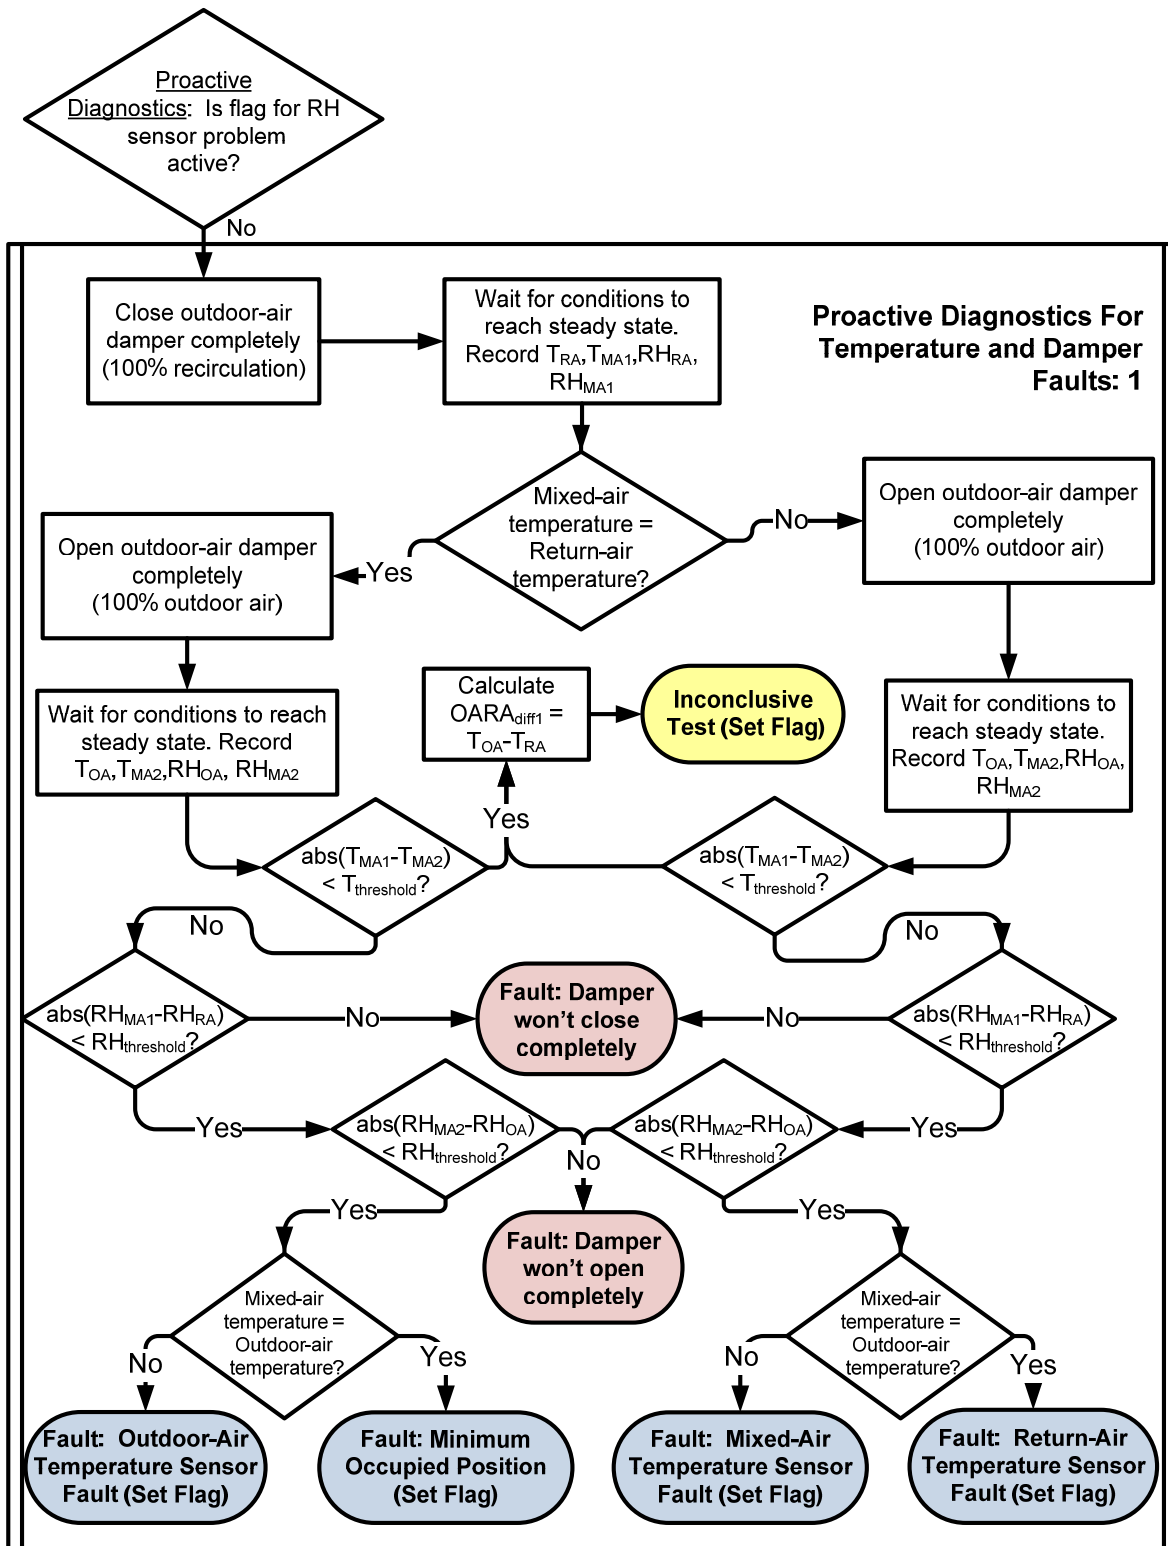 Proactive
Diagnostics:  Is flag for RH
sensor problem
active?
No
Close outdoor-air
damper completely
(100% recirculation)
Wait for conditions to
reach steady state.
Record TRA,TMA1,RHRA,
RHMA1
Proactive Diagnostics For
Temperature and Damper
Faults: 1
Mixed-air
temperature =
Return-air
temperature?
Yes
No
Open outdoor-air damper
completely
(100% outdoor air)
Open outdoor-air damper
completely
(100% outdoor air)
Wait for conditions to reach
steady state. Record
TOA,TMA2,RHOA, RHMA2
Calculate
OARAdiff1 =
TOA-TRA
Inconclusive
Test (Set Flag)
Wait for conditions to
reach steady state.
Record TOA,TMA2,RHOA,
RHMA2
Yes
abs(TMA1-TMA2)
< Tthreshold?
abs(TMA1-TMA2)
< Tthreshold?
No
No
abs(RHMA1-RHRA)
< RHthreshold?
No
Fault: Damper
won't close
completely
No
abs(RHMA1-RHRA)
< RHthreshold?
Yes
abs(RHMA2-RHOA)
< RHthreshold?
No
abs(RHMA2-RHOA)
< RHthreshold?
Yes
Yes
Fault: Damper
won't open
completely
Yes
Mixed-air
temperature =
Outdoor-air
temperature?
Mixed-air
temperature =
Outdoor-air
temperature?
No
Yes
No
Yes
Fault:  Outdoor-Air
Temperature Sensor
Fault (Set Flag)
Fault: Minimum
Occupied Position
(Set Flag)
Fault:  Mixed-Air
Temperature Sensor
Fault (Set Flag)
Fault:  Return-Air
Temperature Sensor
Fault (Set Flag)